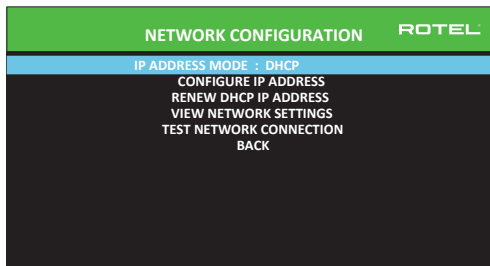 NETWORK CONFIGURATION
ROTEL
IP ADDRESS MODE : DHCP
CONFIGURE IP ADDRESS
RENEW DHCP IP ADDRESS
VIEW NETWORK SETTINGS
TEST NETWORK CONNECTION
BACK